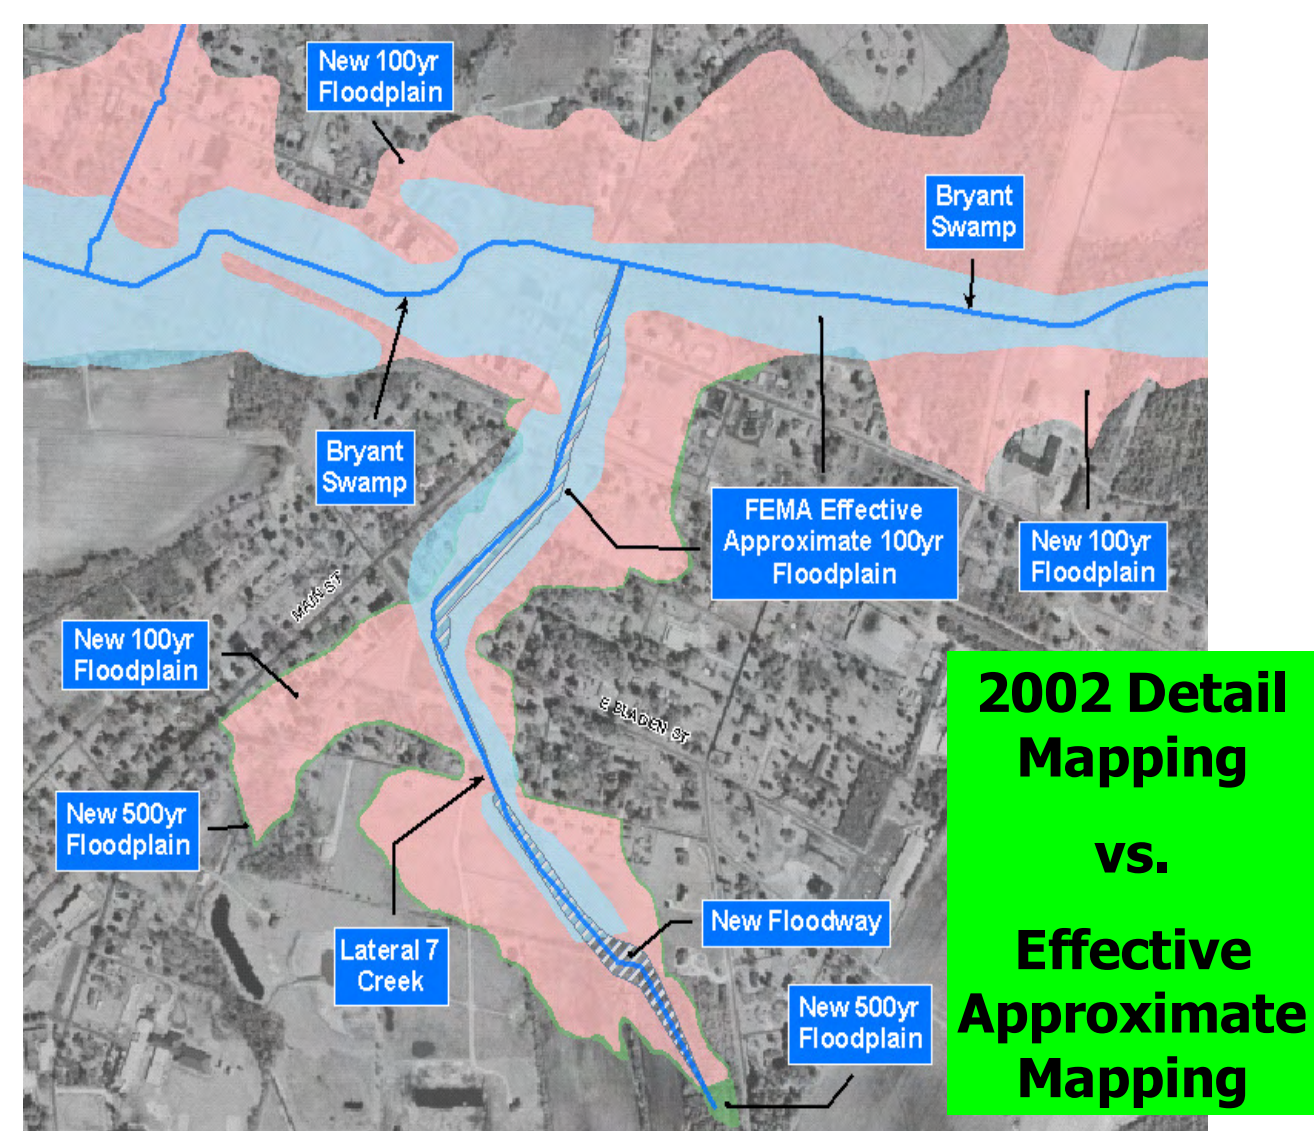 New 100yr
Floodplain
Bryant
Swamp
Bryant
Swamp
FEMA Effective
Approximate 100yr
Floodplain
New 100yr
Floodplain
MAIN ST
New 100yr
Floodplain
E BLADEN ST
2002 Detail
Mapping
vs.
Effective
Approximate
Mapping
New 500yr
Floodplain
New Floodway
Lateral 7
Creek
New 500yr
Floodplain